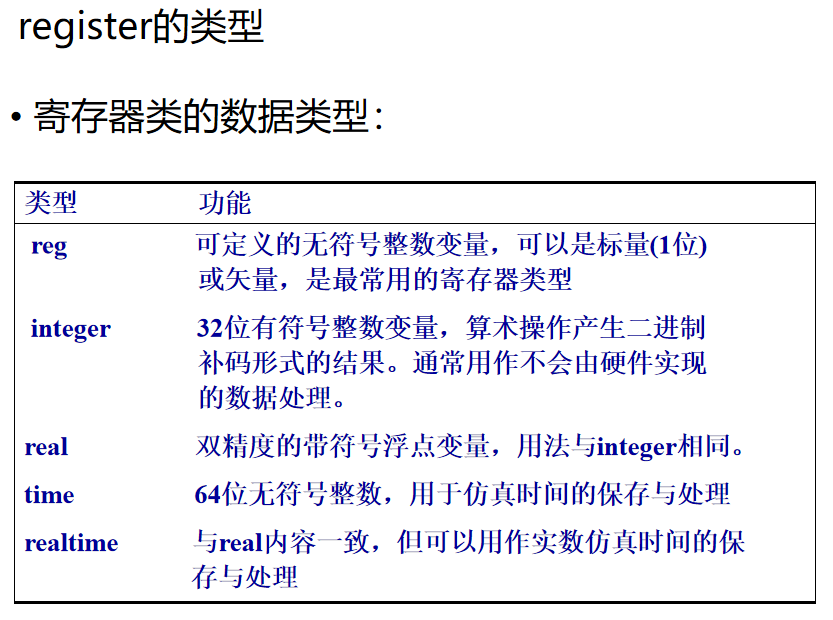 register的类型
• 寄存器类的数据类型：
类型 功能
reg 可定义的无符号整数变量，可以是标量(1位)
或矢量，是最常用的寄存器类型
integer 32位有符号整数变量，算术操作产生二进制
补码形式的结果。通常用作不会由硬件实现
的数据处理。
real 双精度的带符号浮点变量，用法与integer相同。
time 64位无符号整数，用于仿真时间的保存与处理
realtime 与real内容一致，但可以用作实数仿真时间的保
存与处理